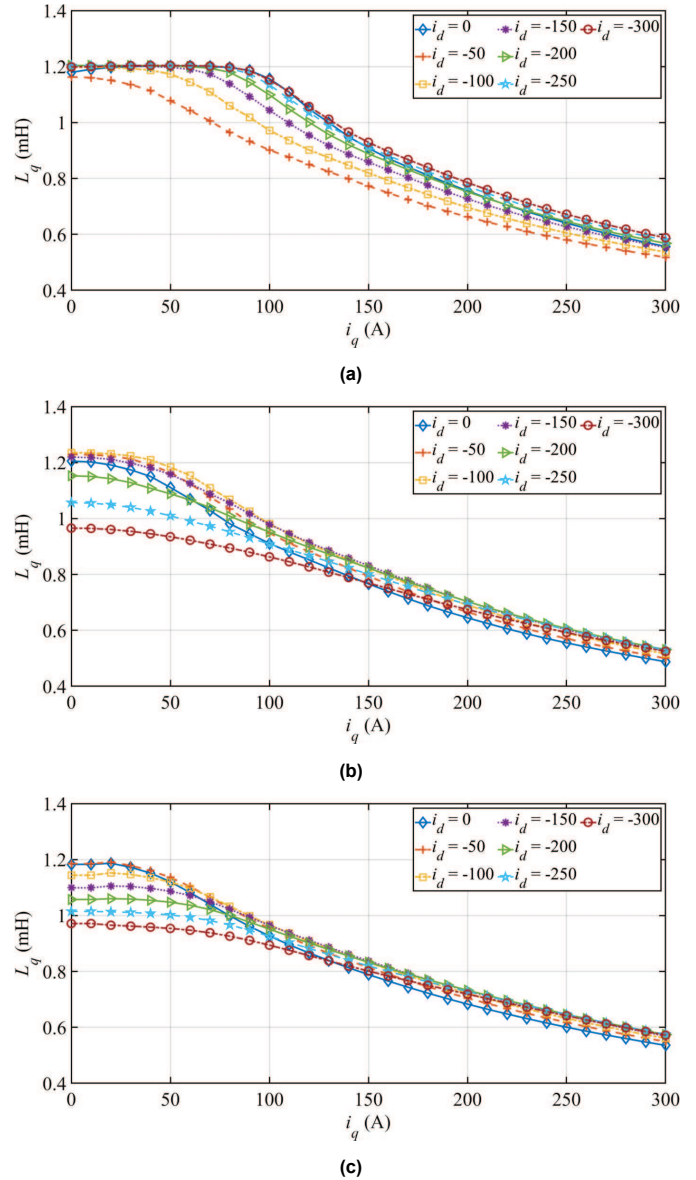 1.4
1.2
1
0.8
0.6
0.4
L_q (mH)
i_d = 0 i_d = -150 i_d = -300
i_d = -50 i_d = -200
i_d = -100 i_d = -250
0 50 100 150 200 250 300
i_q (A)
(a)
1.4
1.2
1
0.8
0.6
0.4
L_q (mH)
i_d = 0 i_d = -150 i_d = -300
i_d = -50 i_d = -200
i_d = -100 i_d = -250
0 50 100 150 200 250 300
i_q (A)
(b)
1.4
1.2
1
0.8
0.6
0.4
L_q (mH)
i_d = 0 i_d = -150 i_d = -300
i_d = -50 i_d = -200
i_d = -100 i_d = -250
0 50 100 150 200 250 300
i_q (A)
(c)